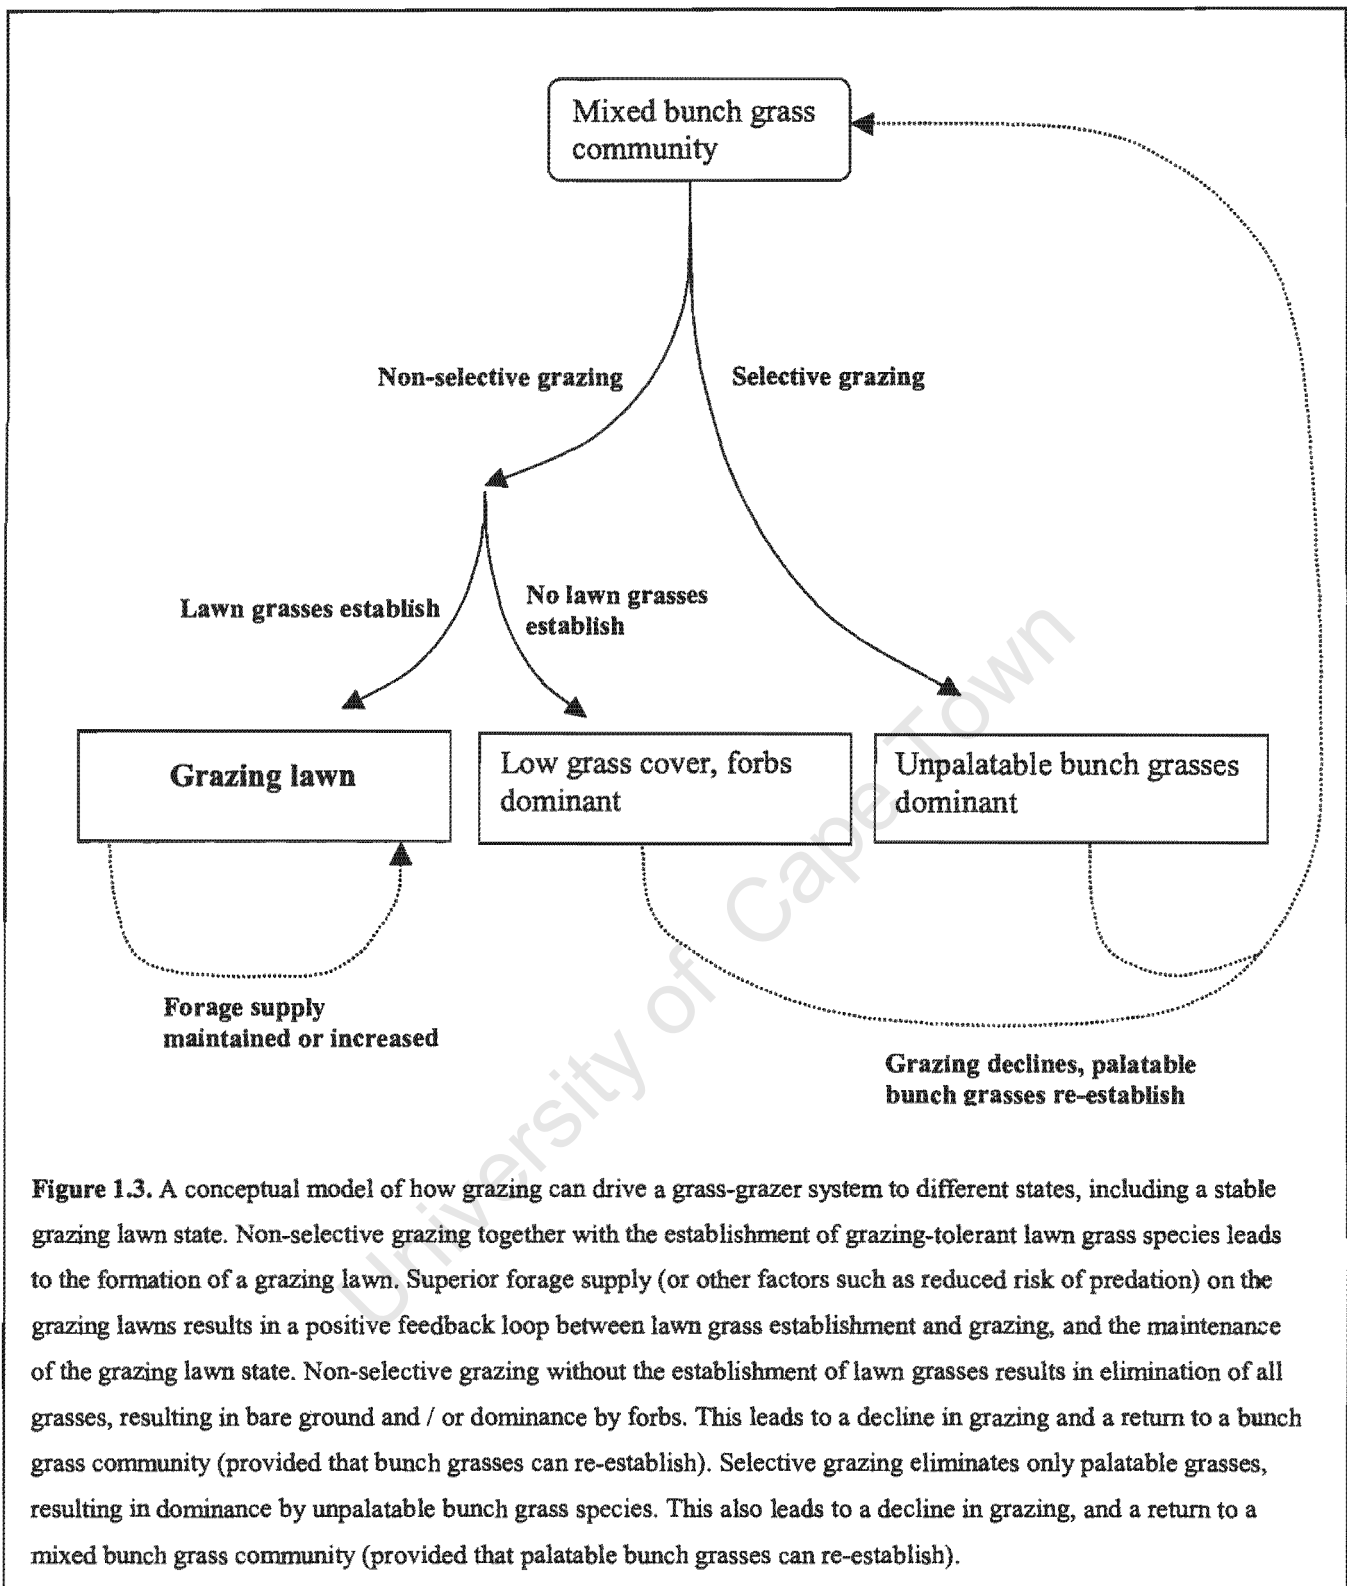 Mixed bunch grass
community
Non-selective grazing
Selective grazing
Lawn grasses establish
No lawn grasses
establish
Grazing lawn
Low grass cover, forbs
dominant
Unpalatable bunch grasses
dominant
Forage supply
maintained or increased
Grazing declines, palatable
bunch grasses re-establish
University of Cape Town
Figure 1.3. A conceptual model of how grazing can drive a grass-grazer system to different states, including a stable
grazing lawn state. Non-selective grazing together with the establishment of grazing-tolerant lawn grass species leads
to the formation of a grazing lawn. Superior forage supply (or other factors such as reduced risk of predation) on the
grazing lawns results in a positive feedback loop between lawn grass establishment and grazing, and the maintenance
of the grazing lawn state. Non-selective grazing without the establishment of lawn grasses results in elimination of all
grasses, resulting in bare ground and / or dominance by forbs. This leads to a decline in grazing and a return to a bunch
grass community (provided that bunch grasses can re-establish). Selective grazing eliminates only palatable grasses,
resulting in dominance by unpalatable bunch grass species. This also leads to a decline in grazing, and a return to a
mixed bunch grass community (provided that palatable bunch grasses can re-establish).